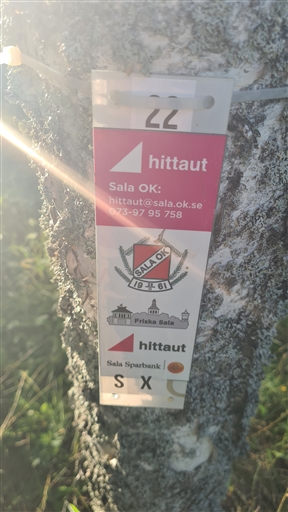 22
hittaut
Sala OK:
hittaut@sala.ok.se
073-97 95 758
SALA OK
19 61
Friska Sala
hittaut
Sala Sparbank
S X